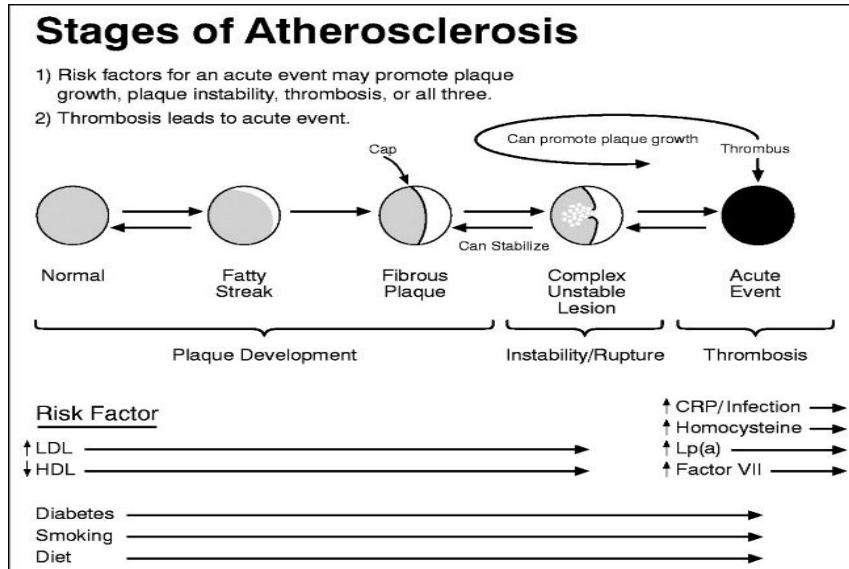 Stages of Atherosclerosis
1) Risk factors for an acute event may promote plaque
growth, plaque instability, thrombosis, or all three.
2) Thrombosis leads to acute event.
Can promote plaque growth
Thrombus
Cap
Can Stabilize
Normal
Fatty
Streak
Fibrous
Plaque
Complex
Unstable
Lesion
Acute
Event
Plaque Development
Instability/Rupture
Thrombosis
Risk Factor
LDL
HDL
CRP/Infection
Homocysteine
Lp(a)
Factor VII
Diabetes
Smoking
Diet